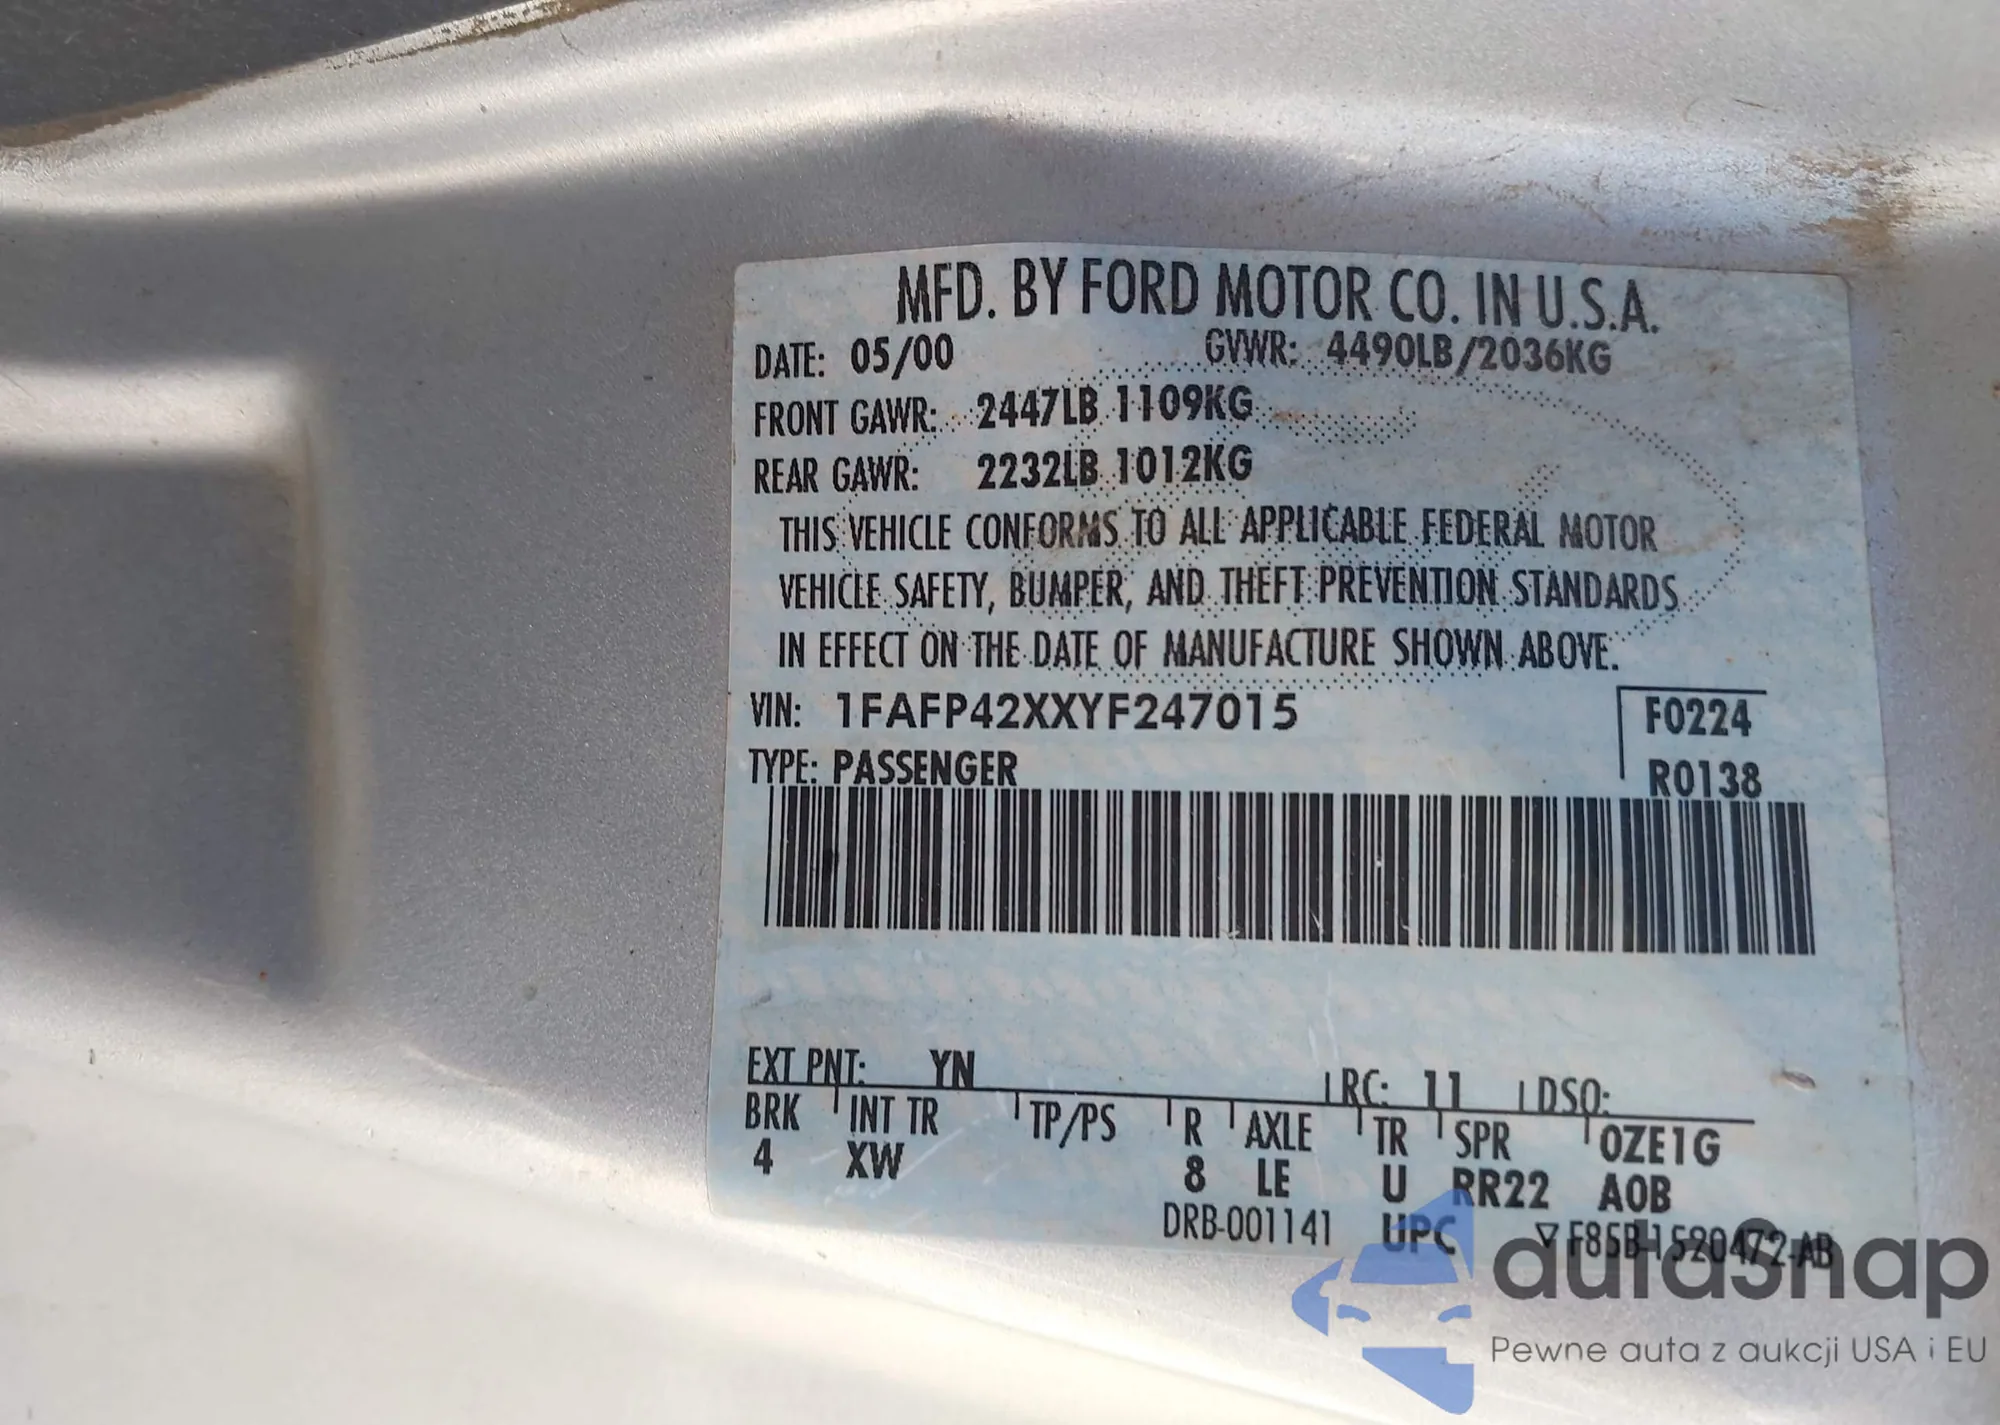 MFD. BY FORD MOTOR CO. IN U.S.A.
DATE: 05/00 GVWR: 4490LB/2036KG
FRONT GAWR: 2447LB 1109KG
REAR GAWR: 2232LB 1012KG
THIS VEHICLE CONFORMS TO ALL APPLICABLE FEDERAL MOTOR
VEHICLE SAFETY, BUMPER, AND THEFT PREVENTION STANDARDS
IN EFFECT ON THE DATE OF MANUFACTURE SHOWN ABOVE.
VIN: 1FAFP42XXYF247015 F0224
TYPE: PASSENGER R0138
EXT PNT: YN RC: 11 DSO:
BRK INT TR TP/PS R AXLE TR SPR 0ZE1G
4 XW 8 LE U RR22 A0B
DRB-001141 UPC ▽F85B-1520472-AB
autaSnap
Pewne auta z aukcji USA i EU